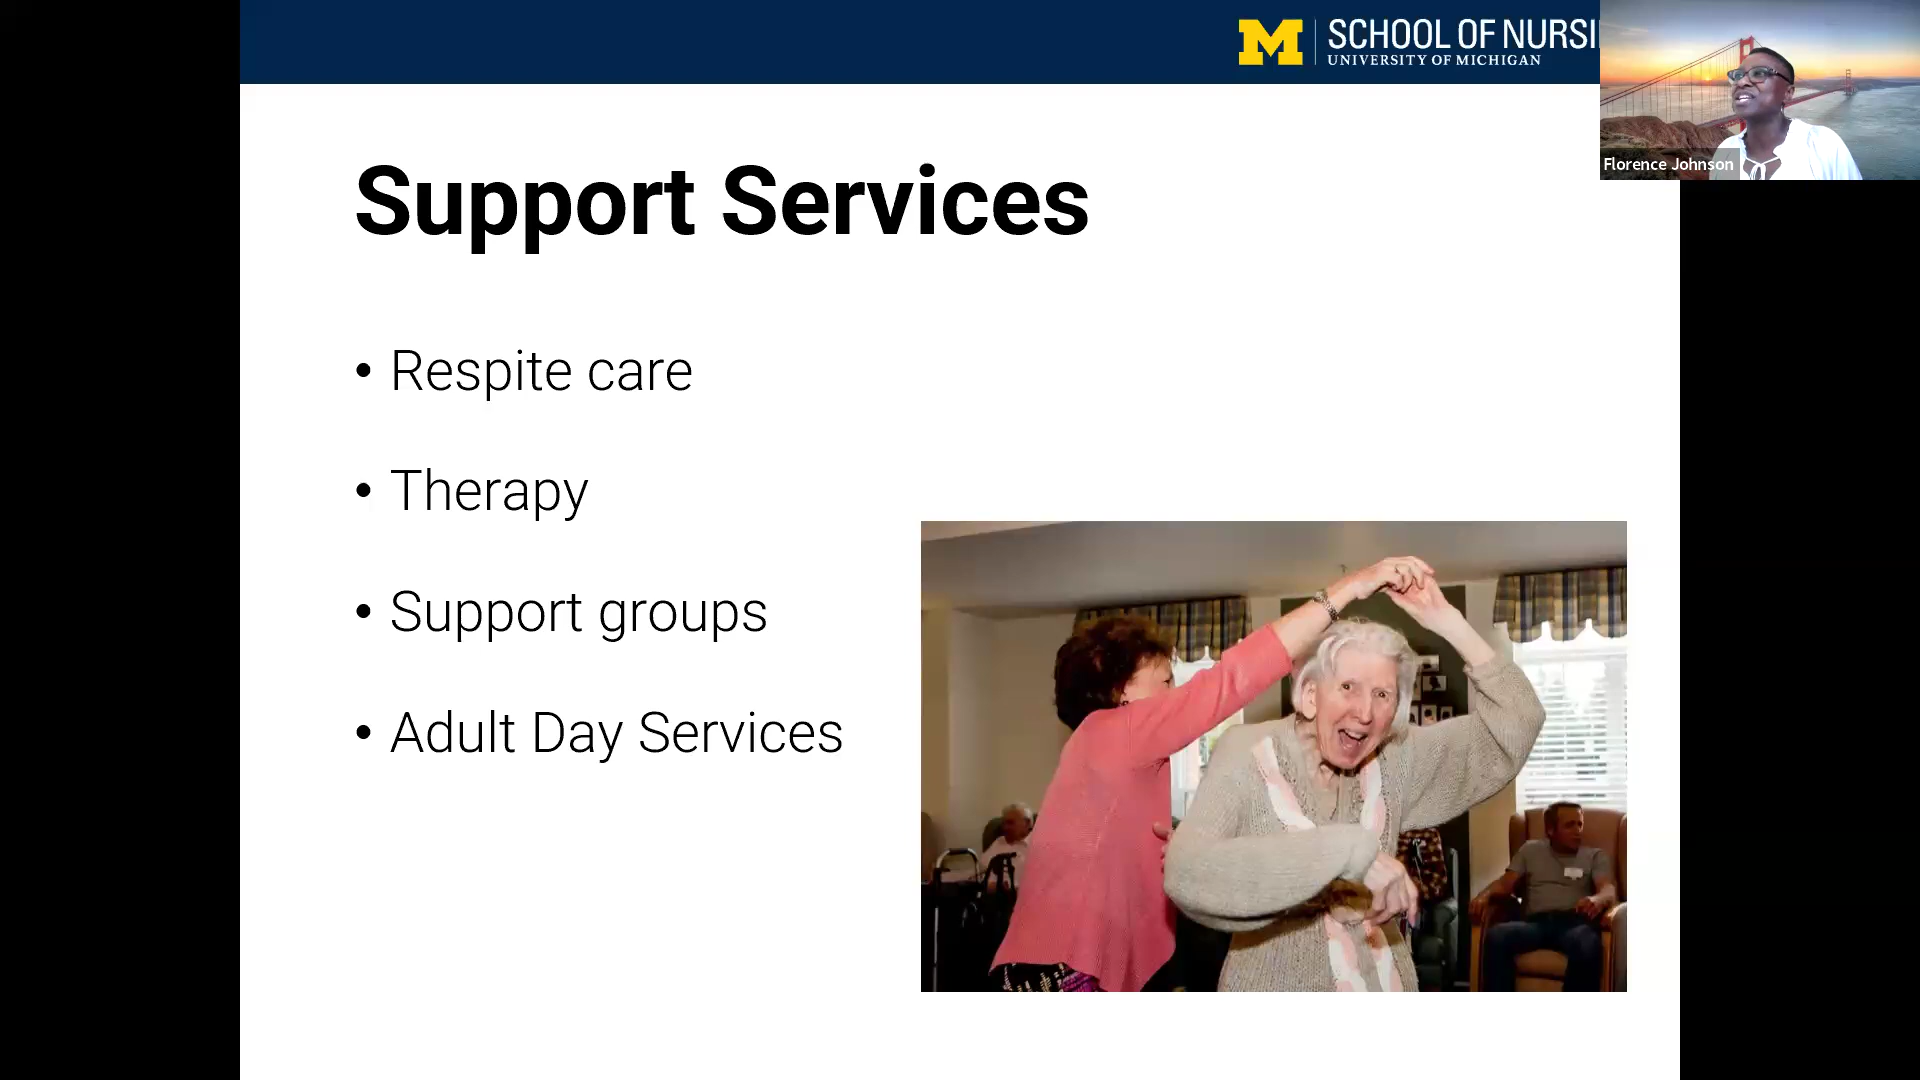 M
SCHOOL OF NURSI
UNIVERSITY OF MICHIGAN
Florence Johnson
Support Services
• Respite care
• Therapy
• Support groups
• Adult Day Services